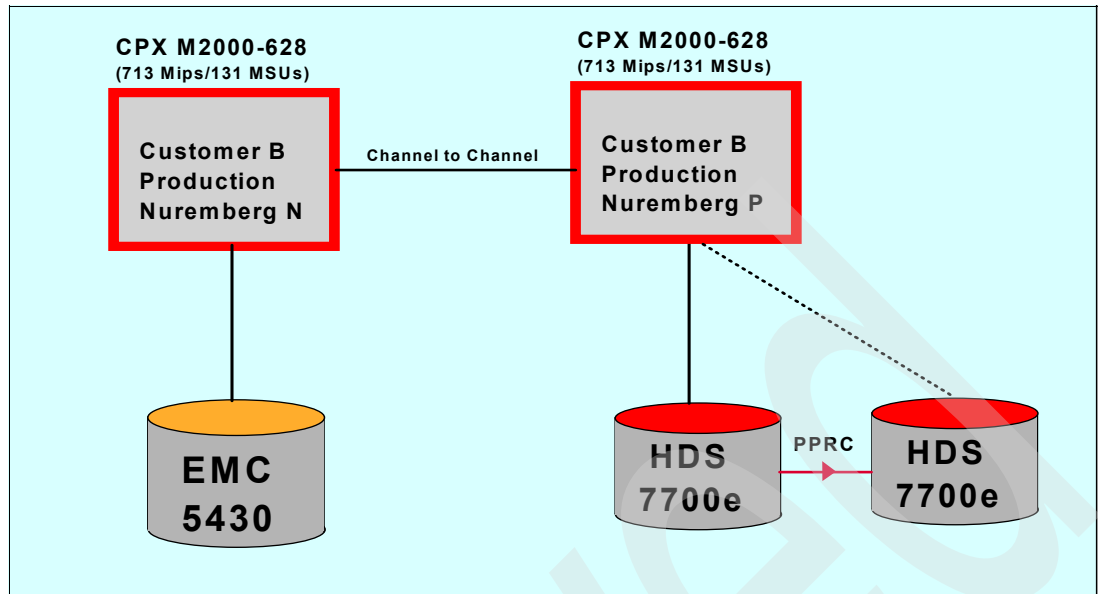 CPX M2000-628
(713 Mips/131 MSUs)
CPX M2000-628
(713 Mips/131 MSUs)
Customer B
Production
Nuremberg N
Channel to Channel
Customer B
Production
Nuremberg P
EMC
5430
HDS
7700e
PPRC
HDS
7700e